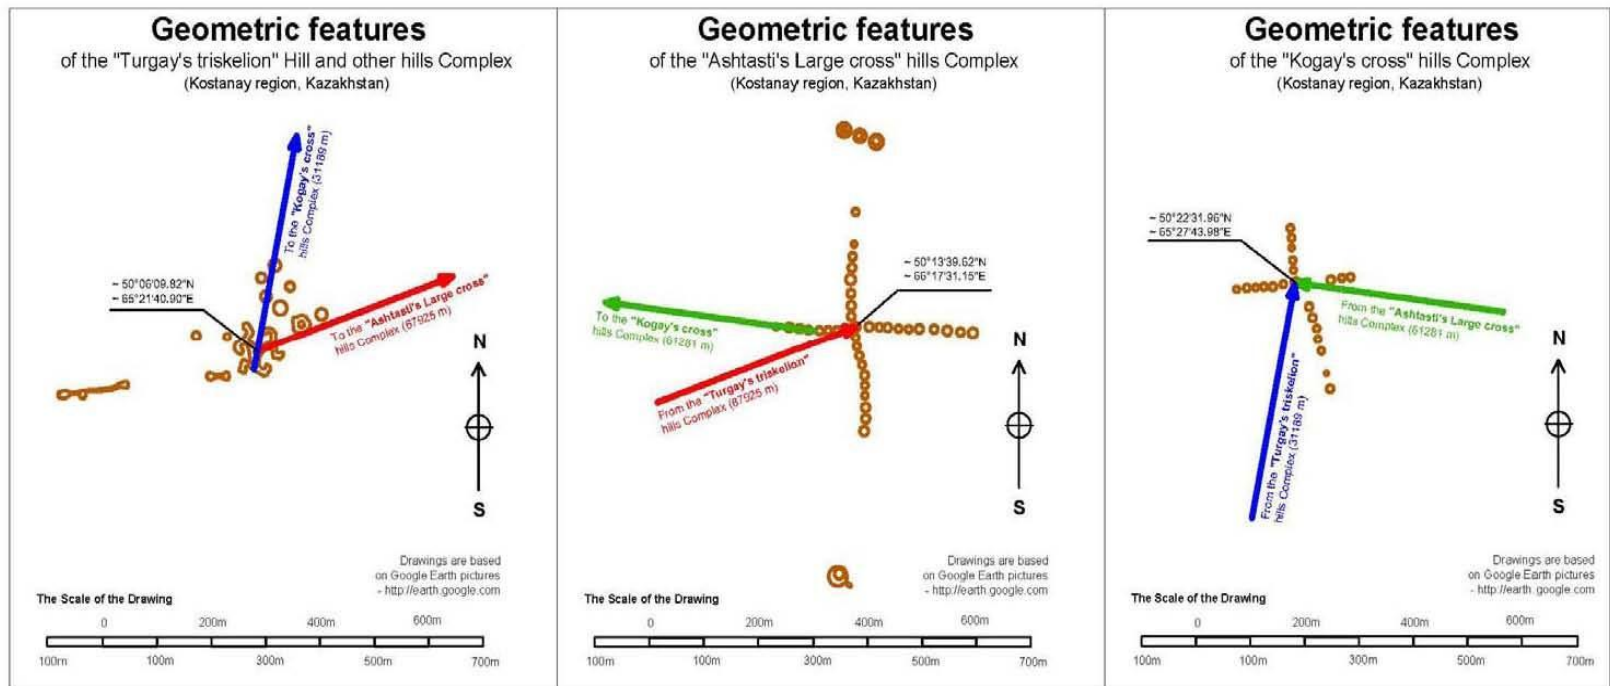 Geometric features
of the "Turgay's triskelion" Hill and other hills Complex
(Kostanay region, Kazakhstan)
To the "Kogay's cross"
hills Complex (31189 m)
~ 50°06'09.82"N
~ 65°21'40.90"E
To the "Ashtasti's Large cross"
hills Complex (67925 m)
N
S
Drawings are based
on Google Earth pictures
- http://earth.google.com
The Scale of the Drawing
0 200m 400m 600m
100m 100m 300m 500m 700m
Geometric features
of the "Ashtasti's Large cross" hills Complex
(Kostanay region, Kazakhstan)
~ 50°13'39.62"N
~ 66°17'31.15"E
To the "Kogay's cross"
hills Complex (61281 m)
From the "Turgay's triskelion"
hills Complex (67925 m)
N
S
Drawings are based
on Google Earth pictures
- http://earth.google.com
The Scale of the Drawing
0 200m 400m 600m
100m 100m 300m 500m 700m
Geometric features
of the "Kogay's cross" hills Complex
(Kostanay region, Kazakhstan)
~ 50°22'31.96"N
~ 65°27'43.98"E
From the "Ashtasti's Large cross"
hills Complex (61281 m)
From the "Turgay's triskelion"
hills Complex (31189 m)
N
S
Drawings are based
on Google Earth pictures
- http://earth.google.com
The Scale of the Drawing
0 200m 400m 600m
100m 100m 300m 500m 700m